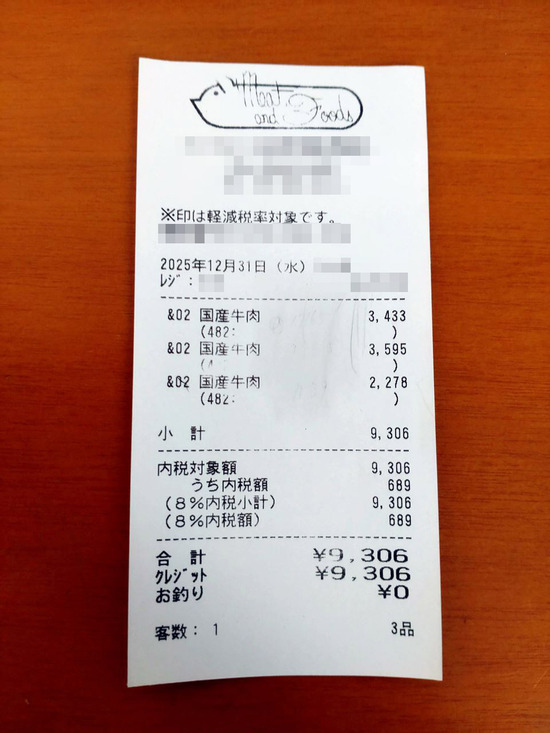 Meat
and Foods
※印は軽減税率対象です。
2025年12月31日（水）
ﾚｼﾞ：
&02 国産牛肉 3,433
(482: )
&02 国産牛肉 3,595
(4 )
&02 国産牛肉 2,278
(482: )
小 計 9,306
内税対象額 9,306
うち内税額 689
（8%内税小計） 9,306
（8%内税額） 689
合 計 ¥9,306
ｸﾚｼﾞｯﾄ ¥9,306
お釣り ¥0
客数： 1 3品